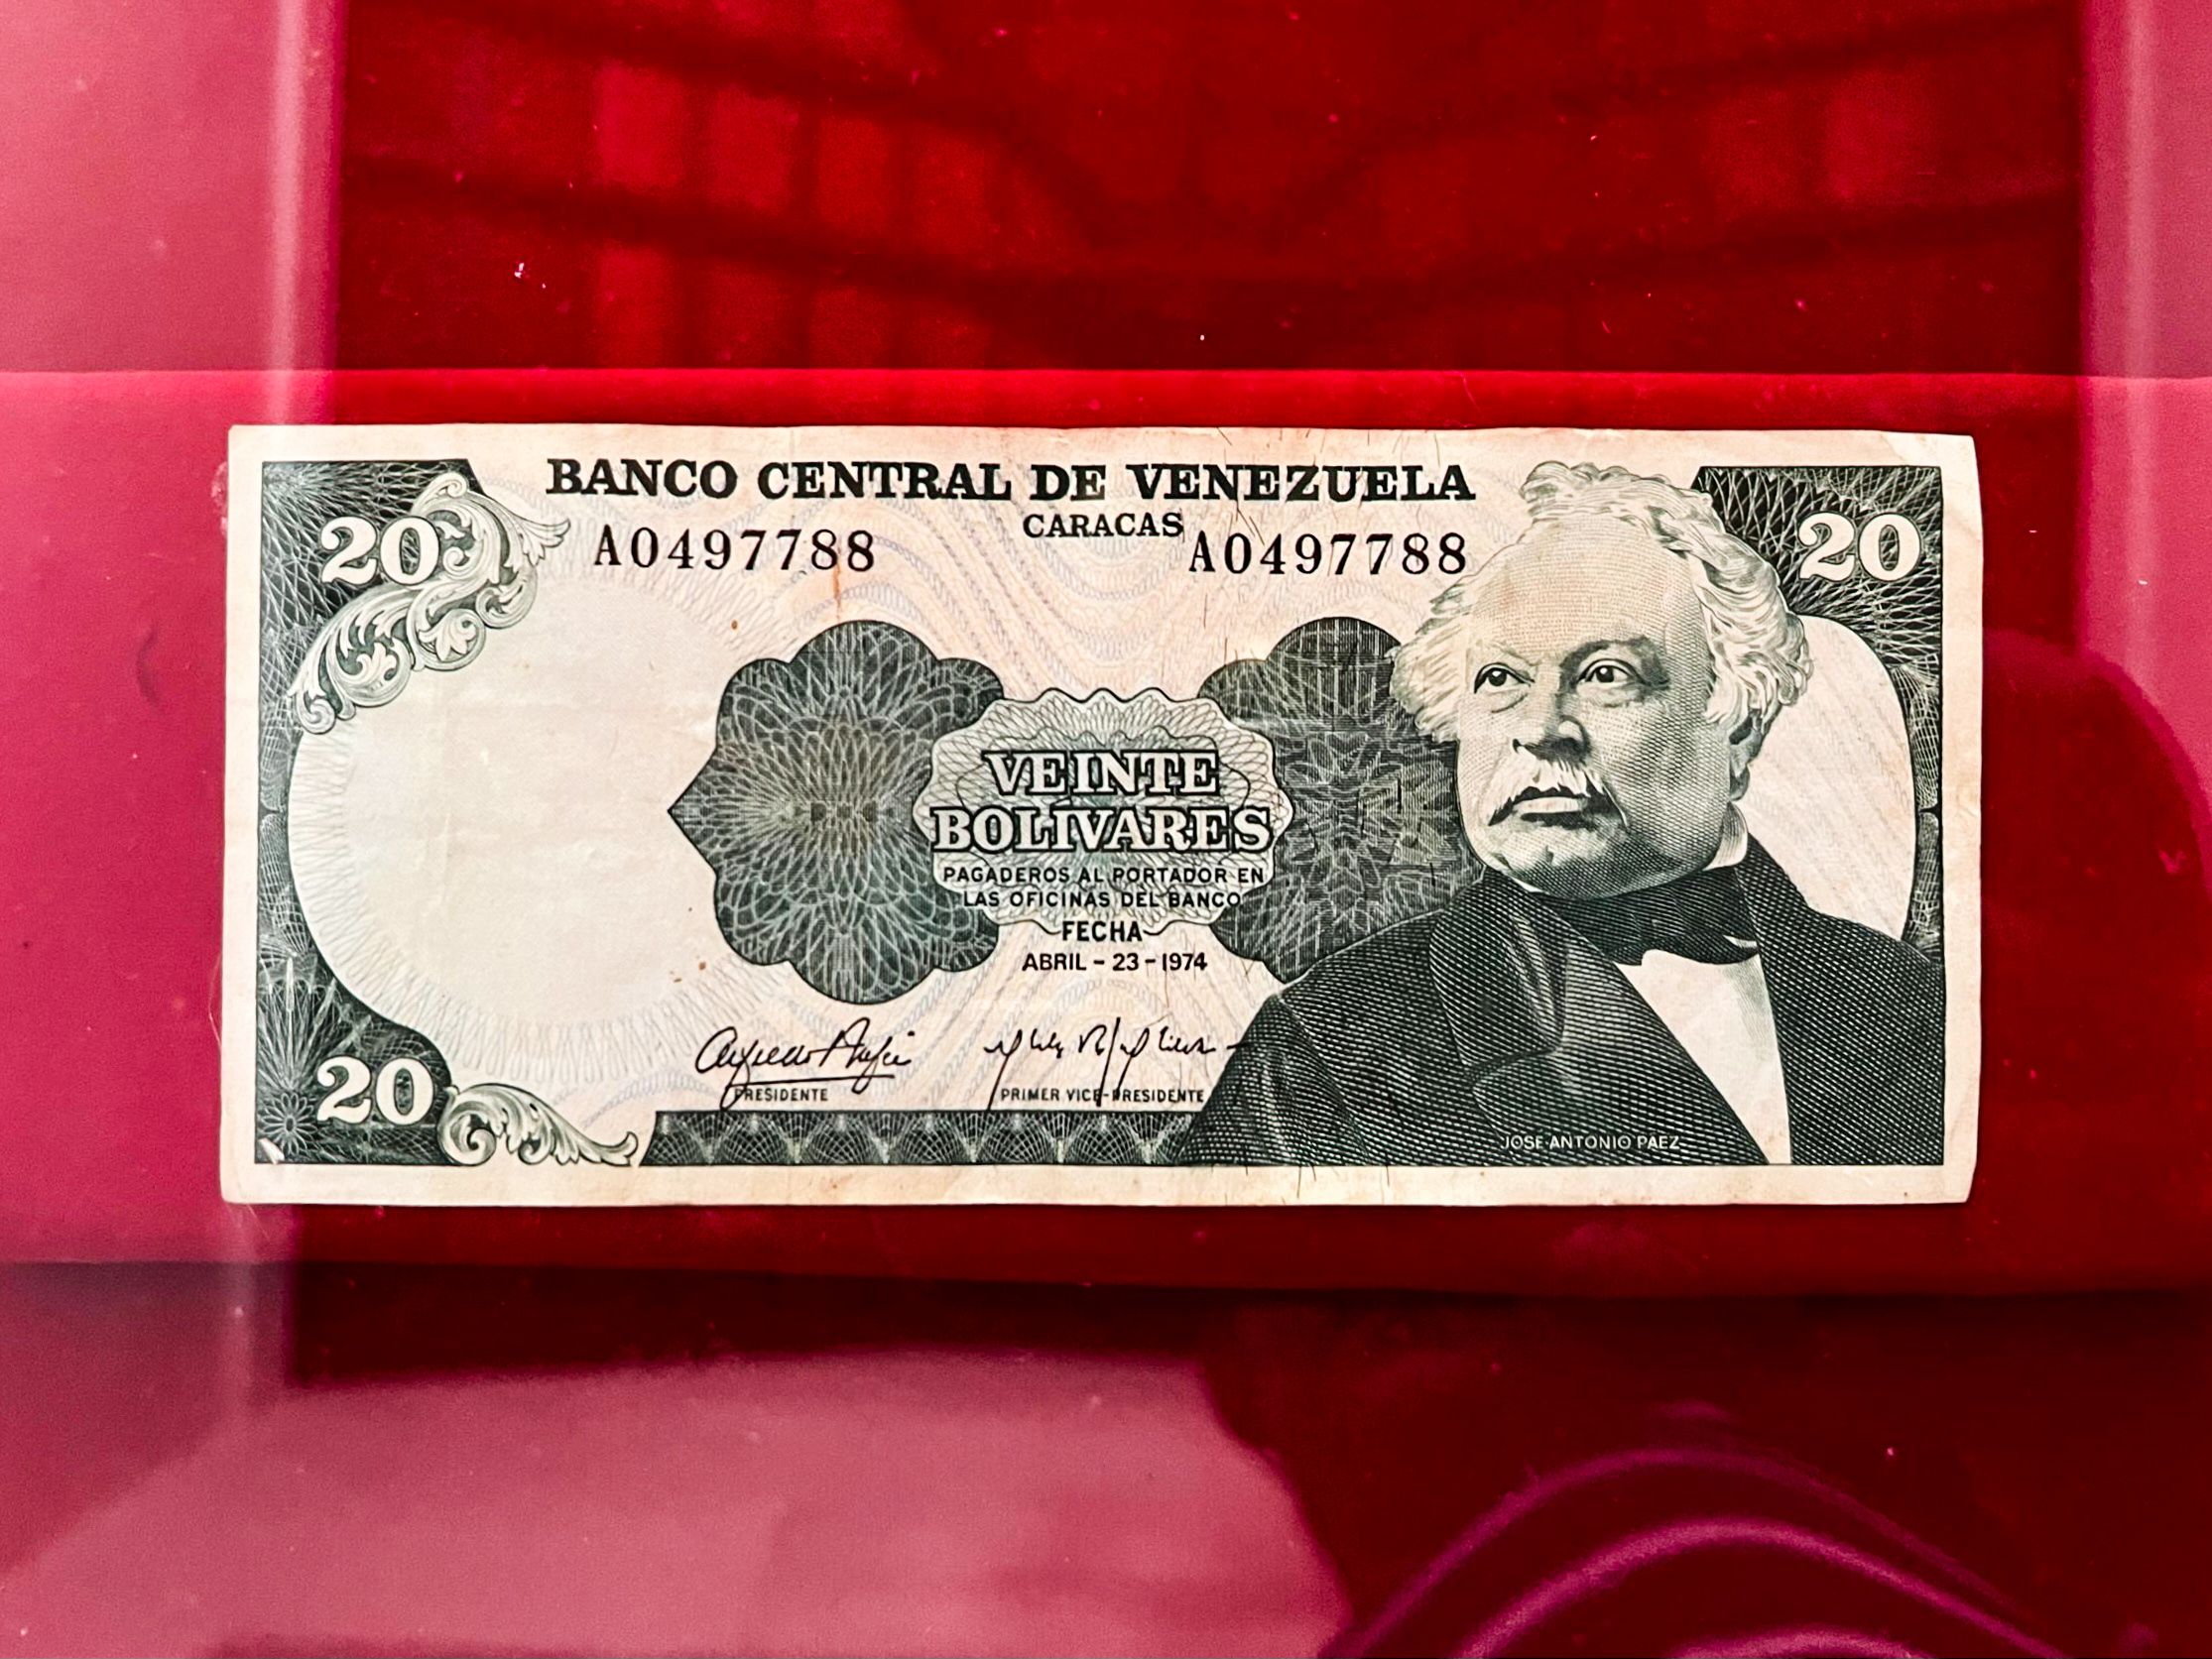 BANCO CENTRAL DE VENEZUELA
CARACAS
20
A0497788
A0497788
20
VEINTE
BOLÍVARES
PAGADEROS AL PORTADOR EN
LAS OFICINAS DEL BANCO
FECHA
ABRIL - 23 - 1974
PRESIDENTE
PRIMER VICE-PRESIDENTE
20
JOSE ANTONIO PAEZ